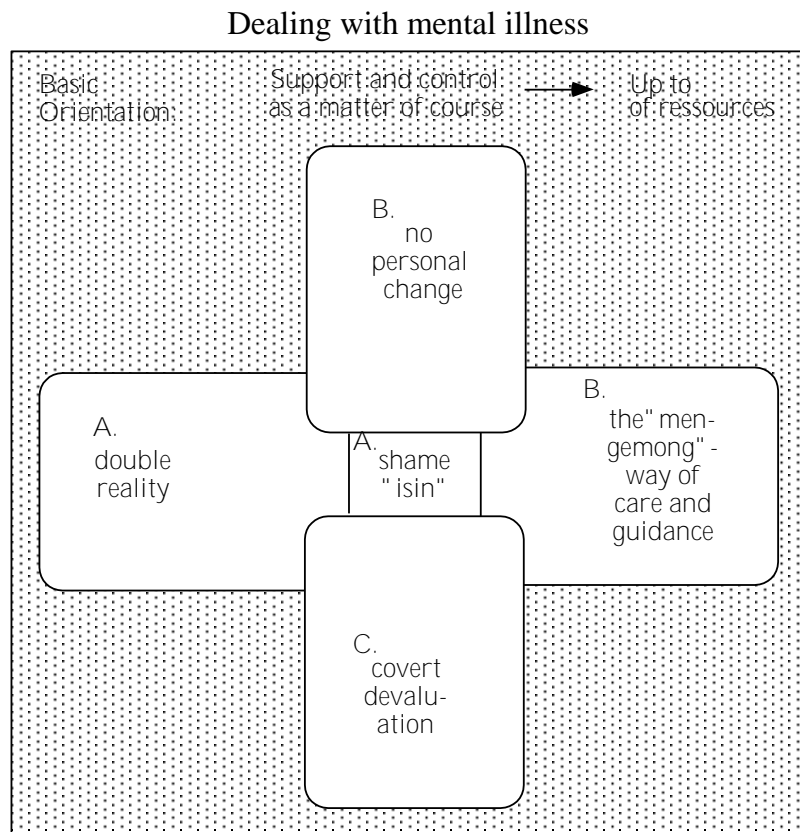 Dealing with mental illness
Basic
Orientation:
Support and control
as a matter of course
Up to
of ressources
B.
no
personal
change
A.
double
reality
A.
shame
"isin"
B.
the"men-
gemong"-
way of
care and
guidance
C.
covert
devalu-
ation